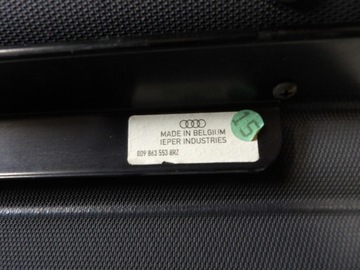 MADE IN BELGIUM
IEPER INDUSTRIES
8D9 863 553 8RZ
15